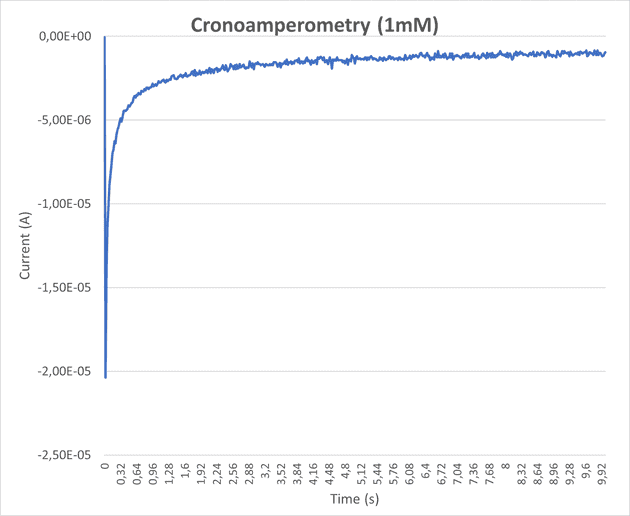 Cronoamperometry (1mM)
0,00E+00
-5,00E-06
-1,00E-05
-1,50E-05
-2,00E-05
-2,50E-05
Current (A)
0 0,32 0,64 0,96 1,28 1,6 1,92 2,24 2,56 2,88 3,2 3,52 3,84 4,16 4,48 4,8 5,12 5,44 5,76 6,08 6,4 6,72 7,04 7,36 7,68 8 8,32 8,64 8,96 9,28 9,6 9,92
Time (s)